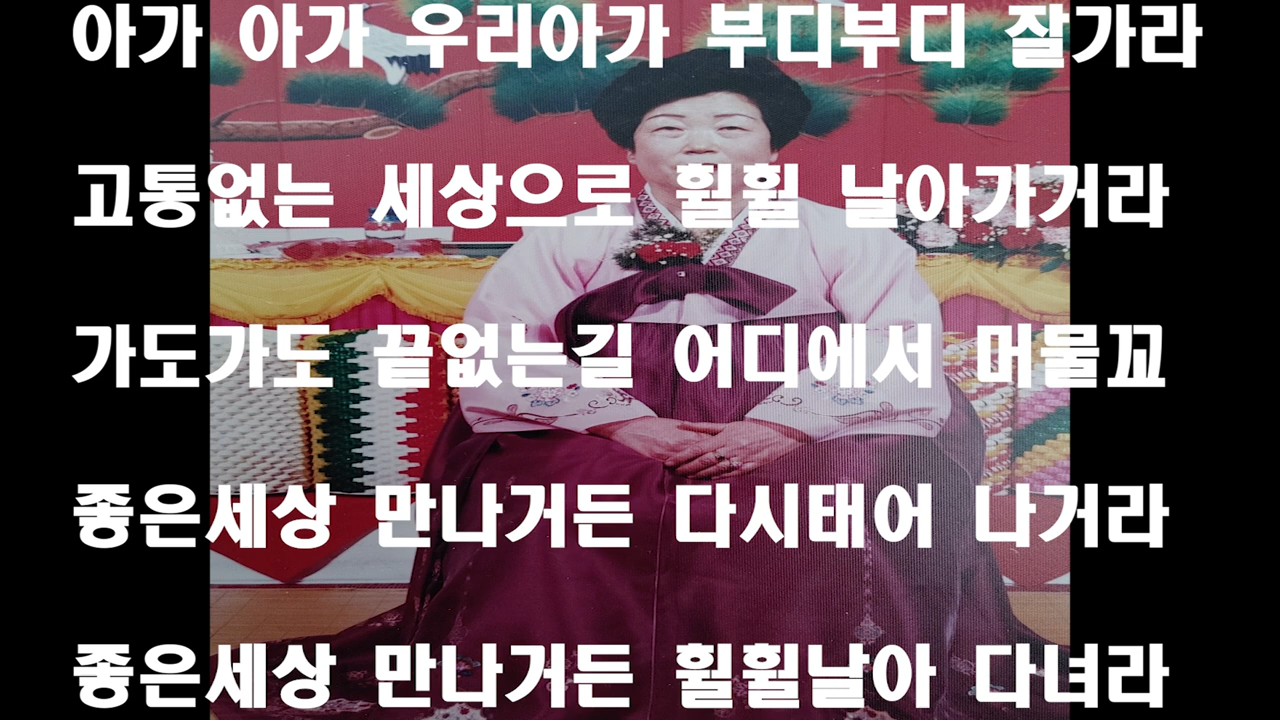 아가 아가 우리아가 부디부디 잘가라
고통없는 세상으로 훨훨 날아가거라
가도가도 끝없는길 어디에서 머물꼬
좋은세상 만나거든 다시태어 나거라
좋은세상 만나거든 훨훨날아 다녀라